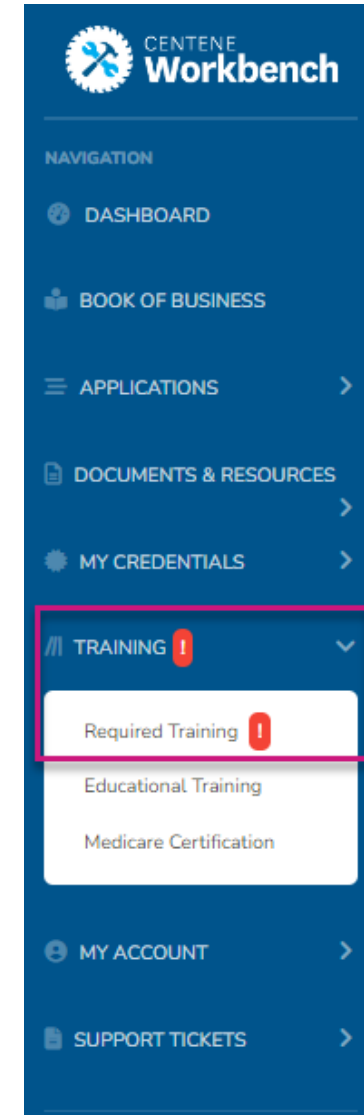 CENTENE
Workbench
NAVIGATION
DASHBOARD
BOOK OF BUSINESS
APPLICATIONS
DOCUMENTS & RESOURCES
MY CREDENTIALS
TRAINING !
Required Training !
Educational Training
Medicare Certification
MY ACCOUNT
SUPPORT TICKETS